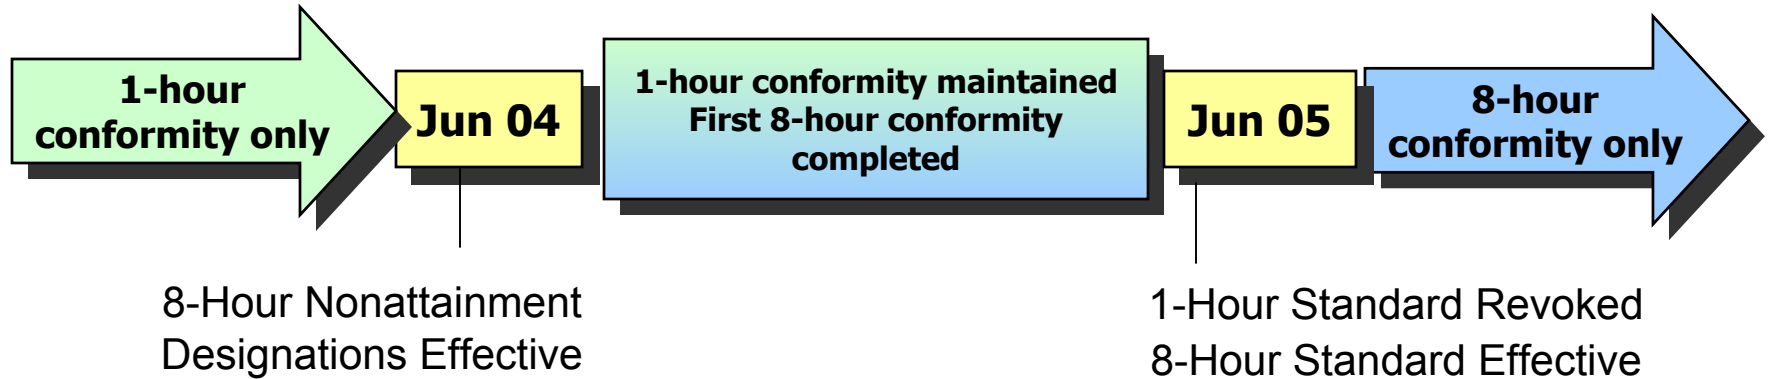 1-hour
conformity only
Jun 04
1-hour conformity maintained
First 8-hour conformity
completed
Jun 05
8-hour
conformity only
8-Hour Nonattainment
Designations Effective
1-Hour Standard Revoked
8-Hour Standard Effective